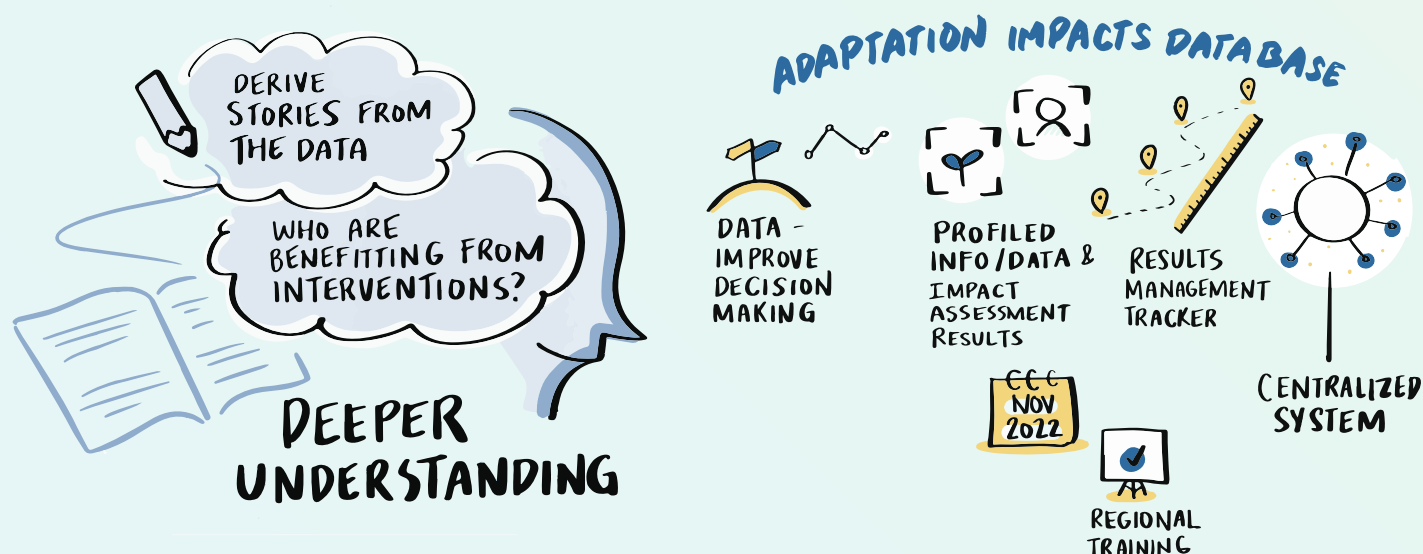 DERIVE
STORIES FROM
THE DATA
WHO ARE
BENEFITTING FROM
INTERVENTIONS?
DEEPER
UNDERSTANDING
ADAPTATION IMPACTS DATABASE
DATA -
IMPROVE
DECISION
MAKING
PROFILED
INFO/DATA &
IMPACT
ASSESSMENT
RESULTS
RESULTS
MANAGEMENT
TRACKER
CENTRALIZED
SYSTEM
NOV
2022
REGIONAL
TRAINING